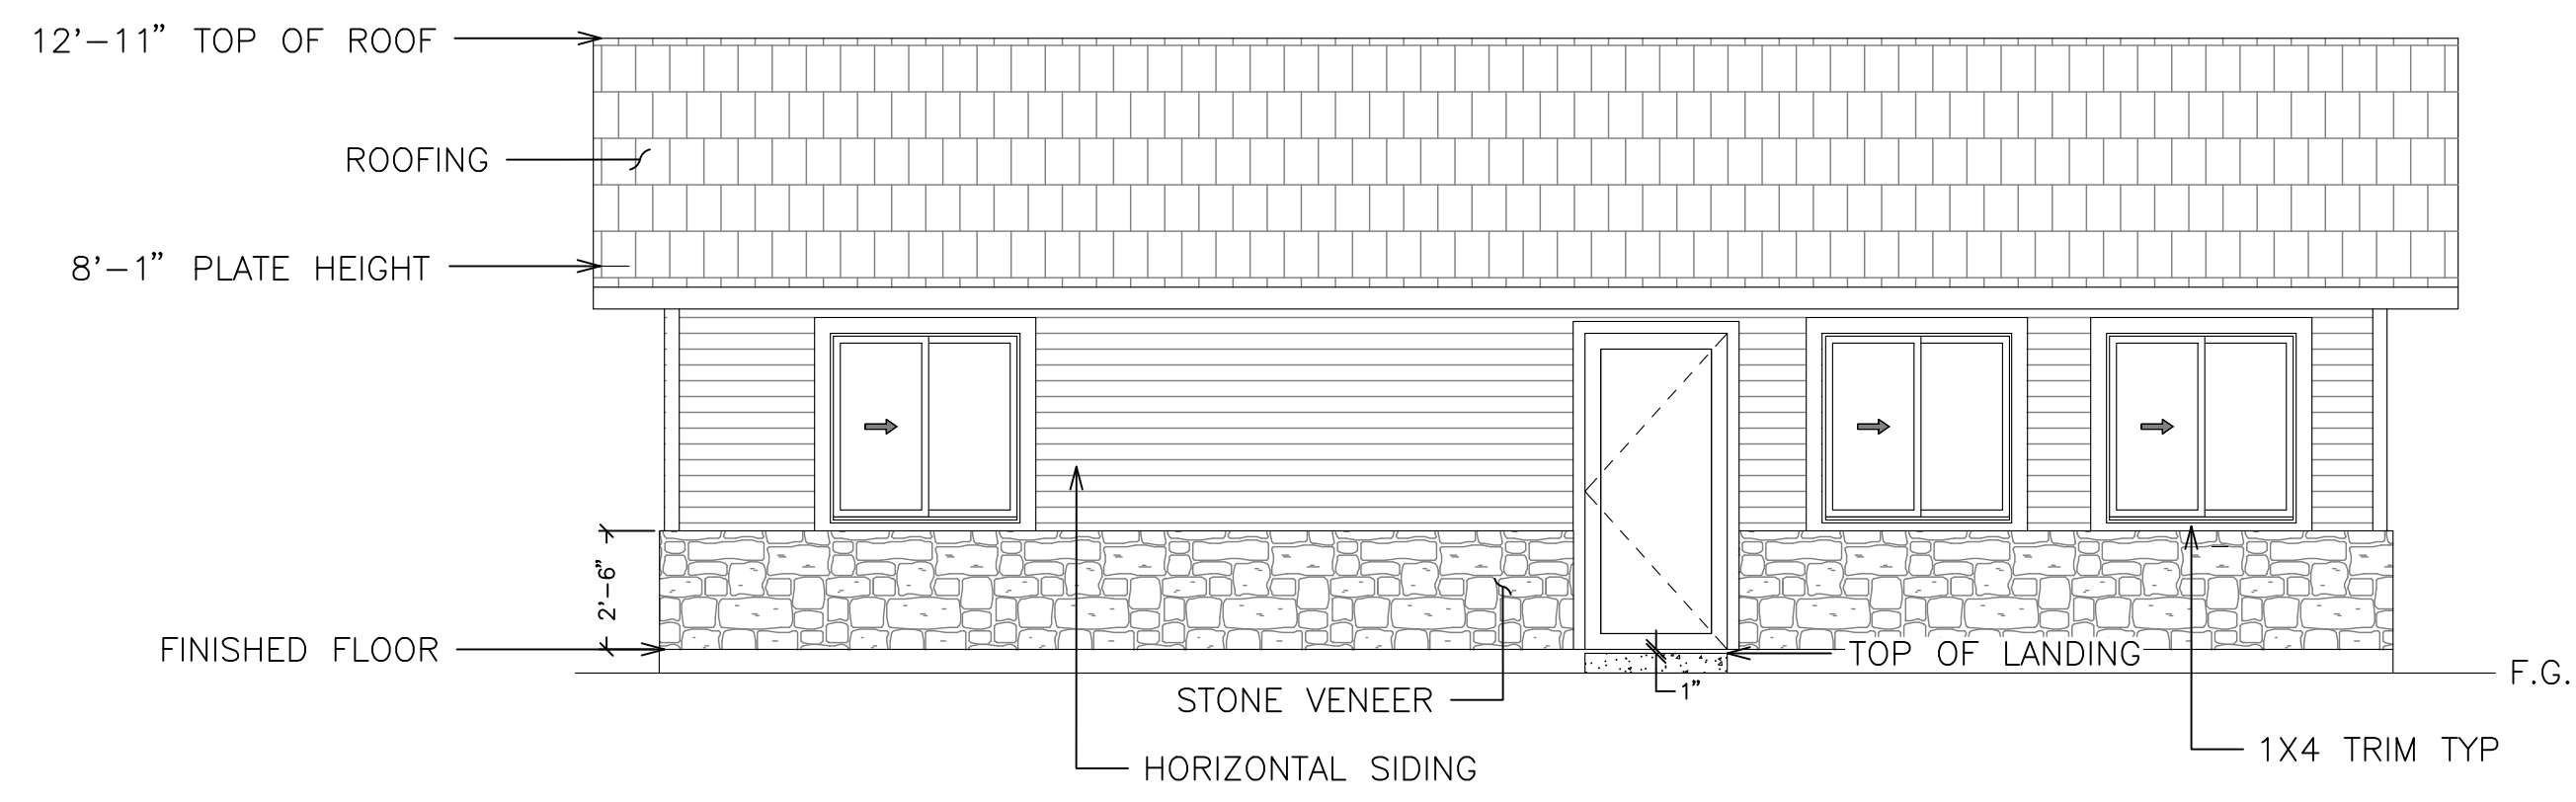 12'-11" TOP OF ROOF
ROOFING
8'-1" PLATE HEIGHT
2'-6"
FINISHED FLOOR
TOP OF LANDING
F.G.
1"
STONE VENEER
1X4 TRIM TYP
HORIZONTAL SIDING